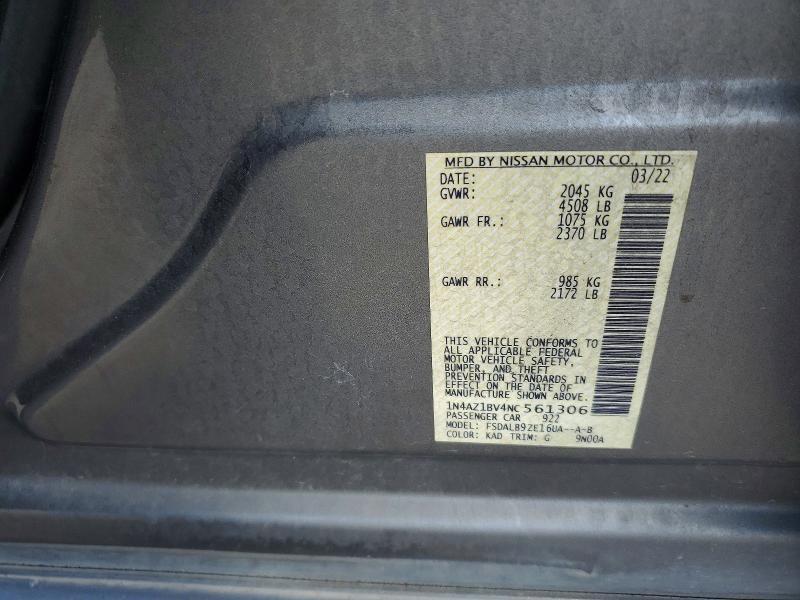 MFD BY NISSAN MOTOR CO., LTD.
DATE: 03/22
GVWR: 2045 KG
4508 LB
GAWR FR.: 1075 KG
2370 LB
GAWR RR.: 985 KG
2172 LB
THIS VEHICLE CONFORMS TO
ALL APPLICABLE FEDERAL
MOTOR VEHICLE SAFETY,
BUMPER, AND THEFT
PREVENTION STANDARDS IN
EFFECT ON THE DATE OF
MANUFACTURE SHOWN ABOVE.
1N4AZ1BV4NC561306
PASSENGER CAR 922
MODEL: FSDALB9ZE16UA--A-B
COLOR: KAD TRIM: G 9N00A